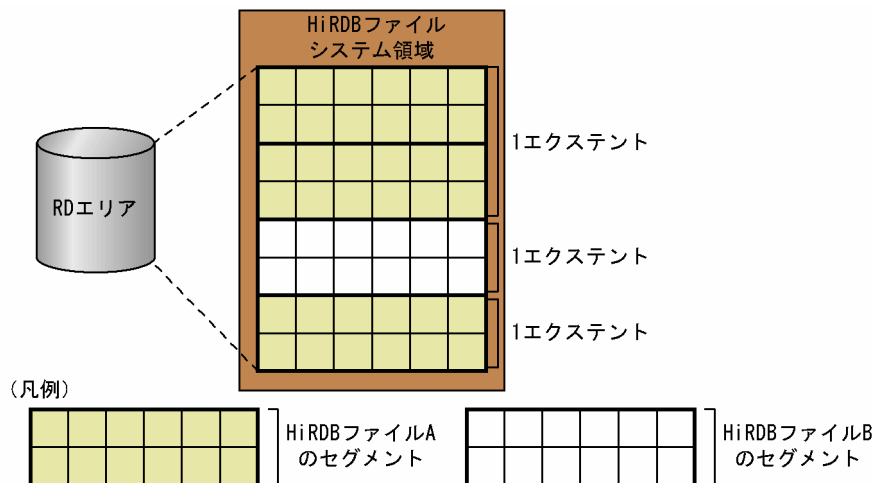 HiRDBファイル
システム領域
1エクステント
RDエリア
1エクステント
1エクステント
(凡例)
HiRDBファイルA
のセグメント
HiRDBファイルB
のセグメント